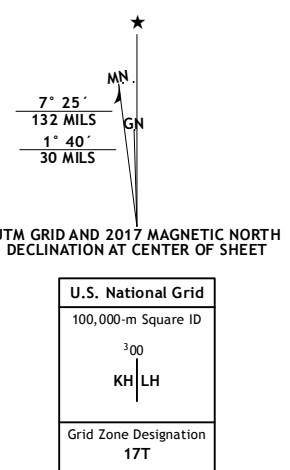 ★
MN
7° 25´
132 MILS
GN
1° 40´
30 MILS
UTM GRID AND 2017 MAGNETIC NORTH
DECLINATION AT CENTER OF SHEET
U.S. National Grid
100,000-m Square ID
³00
KH LH
Grid Zone Designation
17T